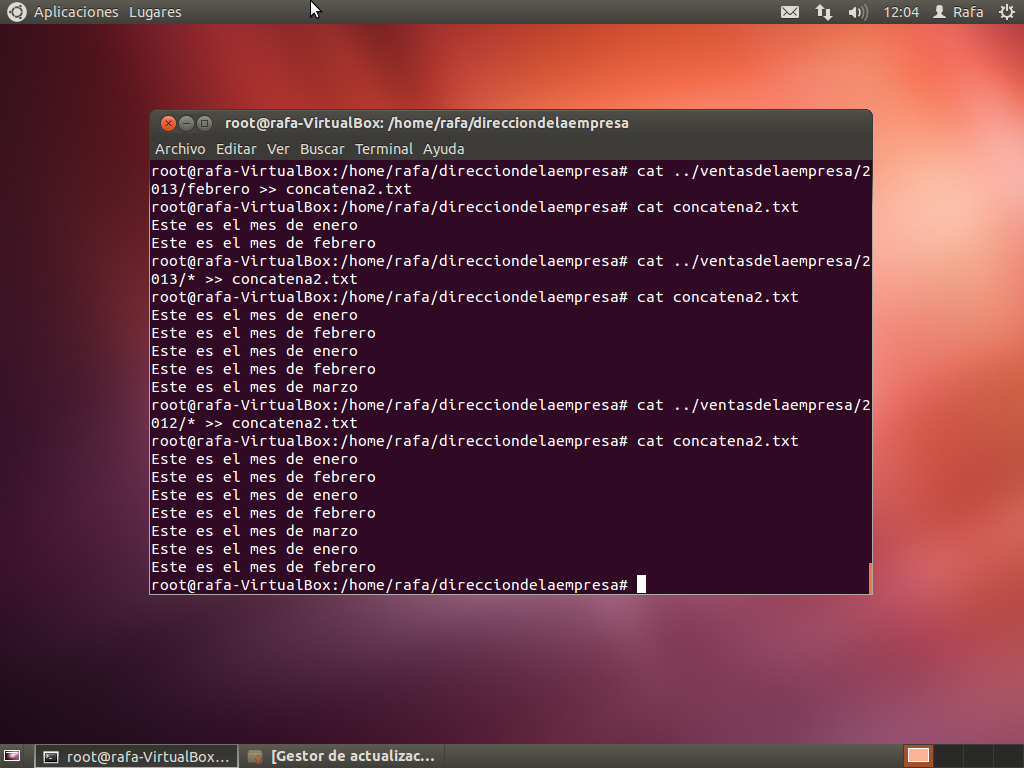 Aplicaciones Lugares 12:04 Rafa
root@rafa-VirtualBox: /home/rafa/direcciondelaempresa
Archivo Editar Ver Buscar Terminal Ayuda
root@rafa-VirtualBox:/home/rafa/direcciondelaempresa# cat ../ventasdelaempresa/2
013/febrero >> concatena2.txt
root@rafa-VirtualBox:/home/rafa/direcciondelaempresa# cat concatena2.txt
Este es el mes de enero
Este es el mes de febrero
root@rafa-VirtualBox:/home/rafa/direcciondelaempresa# cat ../ventasdelaempresa/2
013/* >> concatena2.txt
root@rafa-VirtualBox:/home/rafa/direcciondelaempresa# cat concatena2.txt
Este es el mes de enero
Este es el mes de febrero
Este es el mes de enero
Este es el mes de febrero
Este es el mes de marzo
root@rafa-VirtualBox:/home/rafa/direcciondelaempresa# cat ../ventasdelaempresa/2
012/* >> concatena2.txt
root@rafa-VirtualBox:/home/rafa/direcciondelaempresa# cat concatena2.txt
Este es el mes de enero
Este es el mes de febrero
Este es el mes de enero
Este es el mes de febrero
Este es el mes de marzo
Este es el mes de enero
Este es el mes de febrero
root@rafa-VirtualBox:/home/rafa/direcciondelaempresa#
root@rafa-VirtualBox... [Gestor de actualizac...